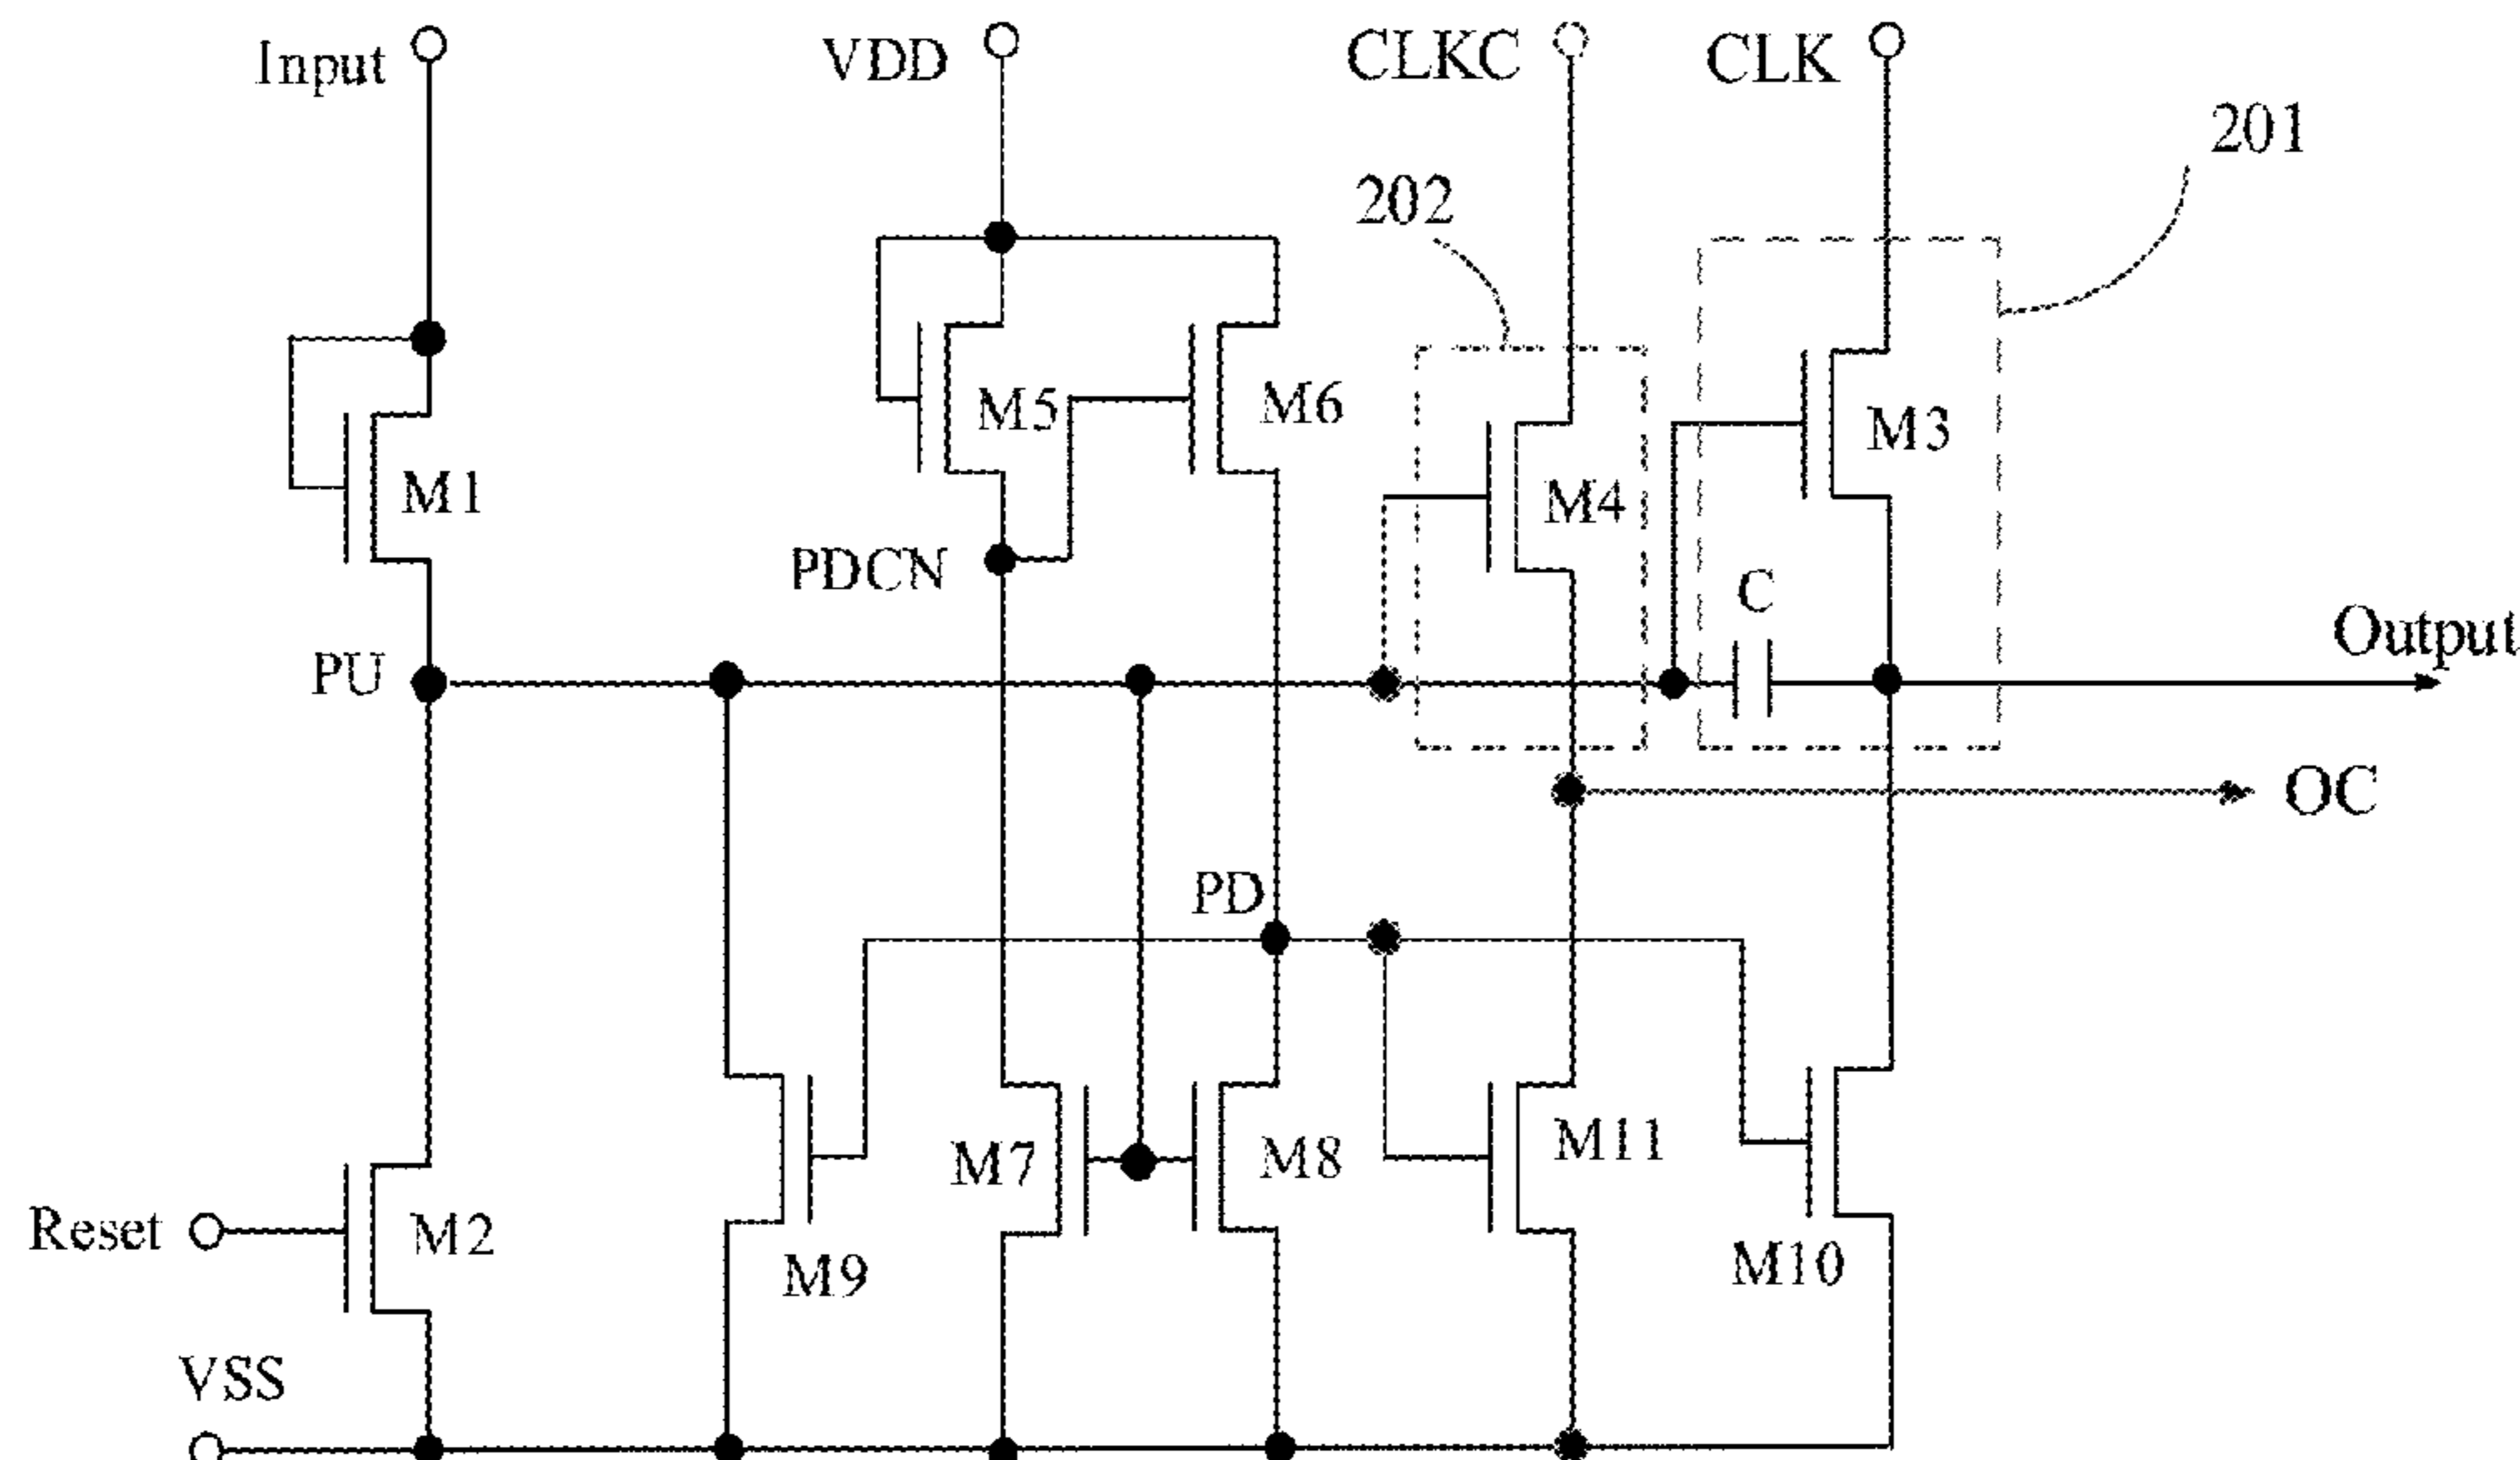 Input
VDD
CLKC
CLK
201
202
M5
M6
M3
M1
M4
PDCN
C
Output
PU
OC
PD
M11
M7
M8
Reset
M2
M9
M10
VSS